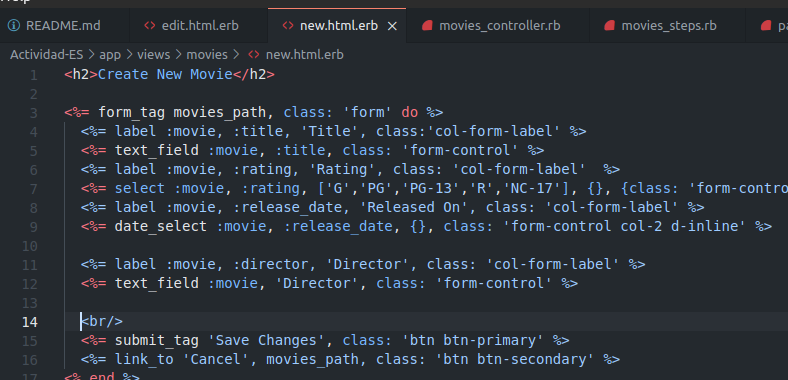 Help
README.md edit.html.erb new.html.erb × movies_controller.rb movies_steps.rb pa
Actividad-ES > app > views > movies > <> new.html.erb
1 <h2>Create New Movie</h2>
2
3 <%= form_tag movies_path, class: 'form' do %>
4 <%= label :movie, :title, 'Title', class:'col-form-label' %>
5 <%= text_field :movie, :title, class: 'form-control' %>
6 <%= label :movie, :rating, 'Rating', class: 'col-form-label'  %>
7 <%= select :movie, :rating, ['G','PG','PG-13','R','NC-17'], {}, {class: 'form-contro
8 <%= label :movie, :release_date, 'Released On', class: 'col-form-label' %>
9 <%= date_select :movie, :release_date, {}, class: 'form-control col-2 d-inline' %>
10
11 <%= label :movie, :director, 'Director', class: 'col-form-label' %>
12 <%= text_field :movie, 'Director', class: 'form-control' %>
13
14 <br/>
15 <%= submit_tag 'Save Changes', class: 'btn btn-primary' %>
16 <%= link_to 'Cancel', movies_path, class: 'btn btn-secondary' %>
17 <% end %>